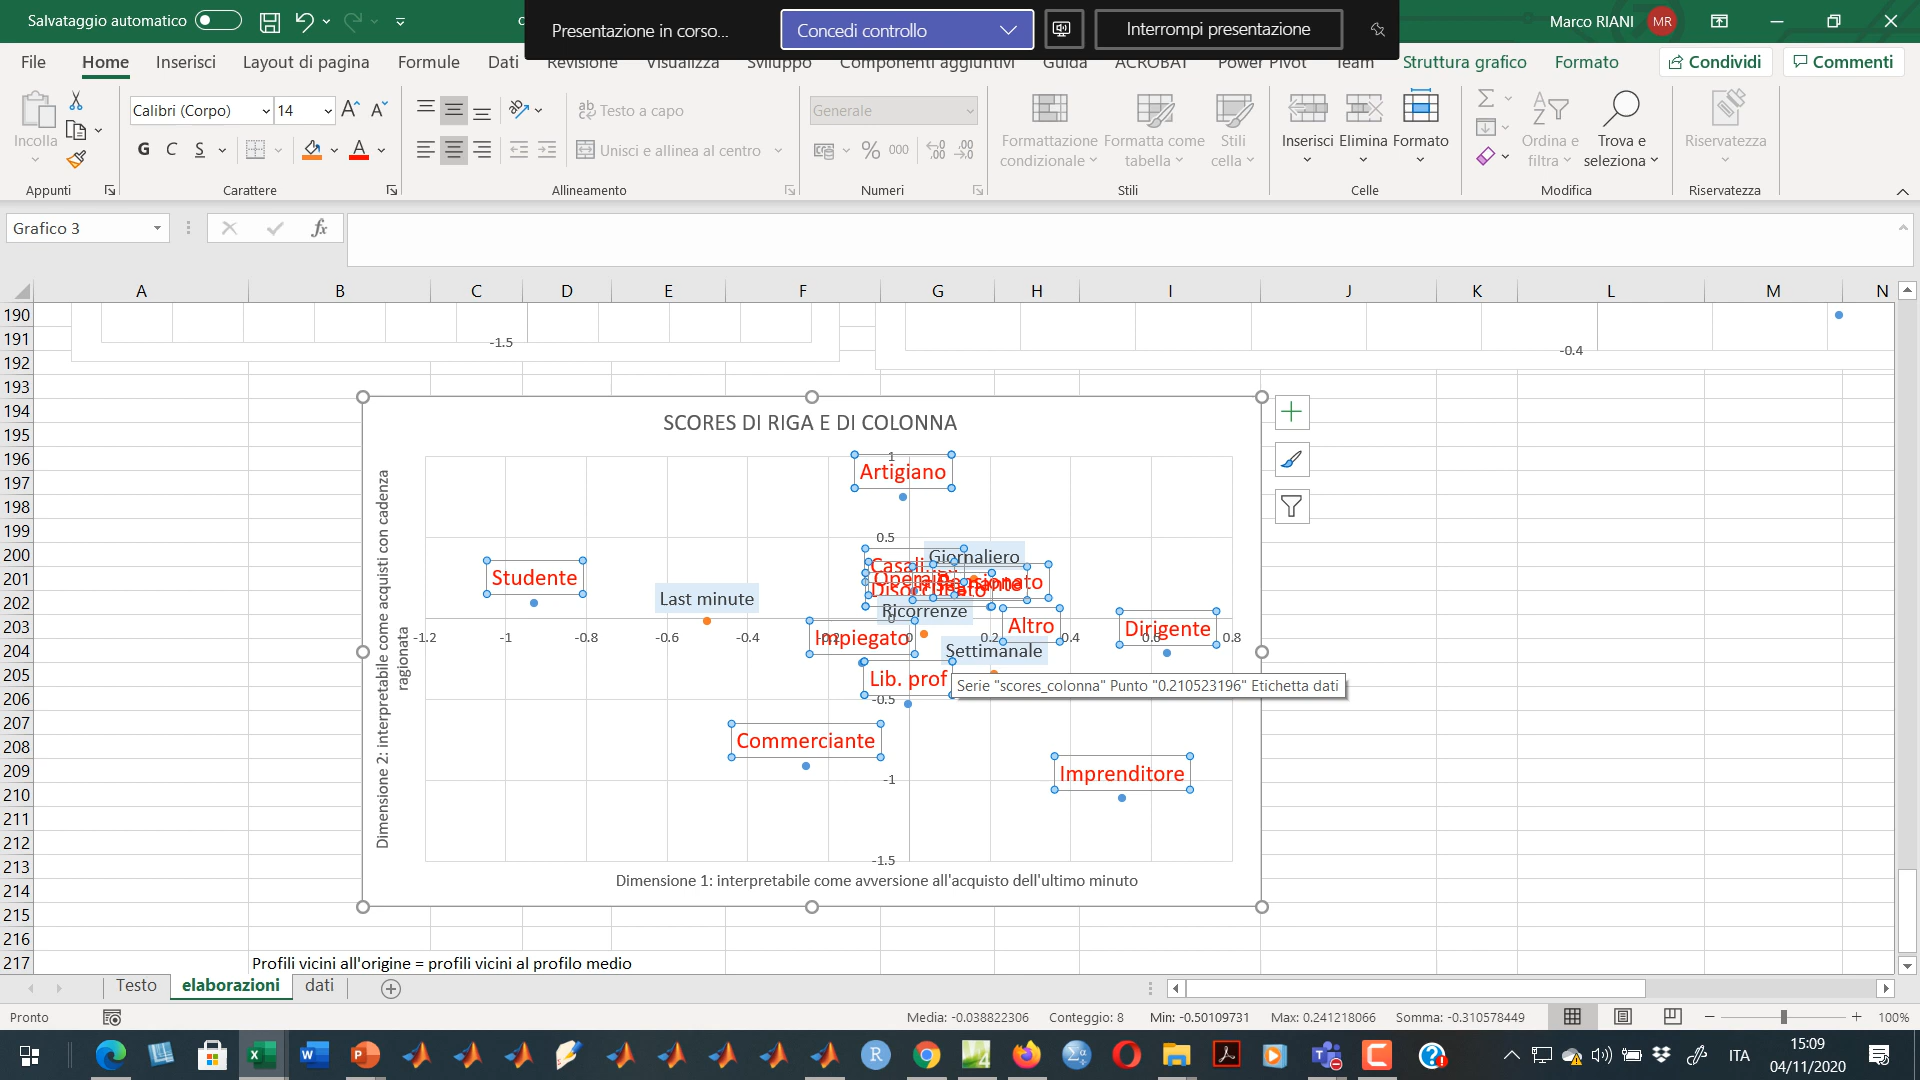 Salvataggio automatico
Presentazione in corso...
Concedi controllo
Interrompi presentazione
Marco RIANI
MR
File
Home
Inserisci
Layout di pagina
Formule
Dati
Revisione
Visualizza
Sviluppo
Componenti aggiuntivi
Guida
ACROBAT
Power Pivot
Team
Struttura grafico
Formato
Condividi
Commenti
Incolla
Calibri (Corpo)
14
G C S
Testo a capo
Unisci e allinea al centro
Generale
% 000
Formattazione condizionale
Formatta come tabella
Stili cella
Inserisci
Elimina
Formato
Ordina e filtra
Trova e seleziona
Riservatezza
Appunti
Carattere
Allineamento
Numeri
Stili
Celle
Modifica
Riservatezza
Grafico 3
fx
A B C D E F G H I J K L M N
190
191
192
193
194
195
196
197
198
199
200
201
202
203
204
205
206
207
208
209
210
211
212
213
214
215
216
217
-1.5
-0.4
SCORES DI RIGA E DI COLONNA
1
Artigiano
0.5
Giornaliero
Studente
Last minute
Ricorrenze
Altro
Dirigente
Impiegato
-1.2 -1 -0.8 -0.6 -0.4 -0.2 0 0.2 0.4 0.6 0.8
Settimanale
Lib. prof
Serie "scores_colonna" Punto "0.210523196" Etichetta dati
-0.5
Commerciante
Imprenditore
-1
-1.5
Dimensione 2: interpretabile come acquisti con cadenza
ragionata
Dimensione 1: interpretabile come avversione all'acquisto dell'ultimo minuto
Profili vicini all'origine = profili vicini al profilo medio
Testo
elaborazioni
dati
Pronto
Media: -0.038822306
Conteggio: 8
Min: -0.50109731
Max: 0.241218066
Somma: -0.310578449
100%
ITA
15:09
04/11/2020